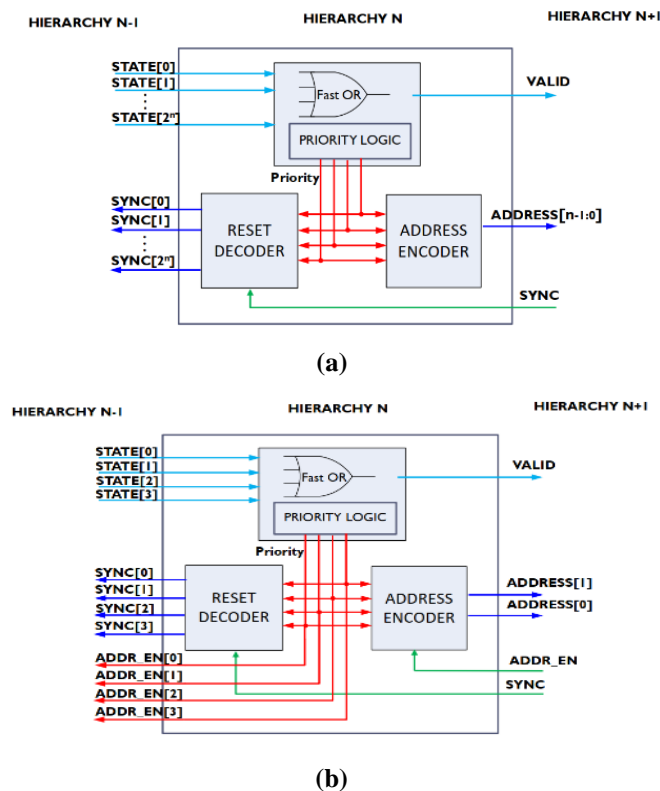 HIERARCHY N-1 HIERARCHY N HIERARCHY N+1
STATE[0]
STATE[1]
⋮
STATE[2ⁿ]
Fast OR
VALID
PRIORITY LOGIC
Priority
SYNC[0]
SYNC[1]
⋮
SYNC[2ⁿ]
RESET
DECODER
ADDRESS
ENCODER
ADDRESS[n-1:0]
SYNC
(a)
HIERARCHY N-1 HIERARCHY N HIERARCHY N+1
STATE[0]
STATE[1]
STATE[2]
STATE[3]
Fast OR
VALID
PRIORITY LOGIC
Priority
SYNC[0]
SYNC[1]
SYNC[2]
SYNC[3]
RESET
DECODER
ADDRESS
ENCODER
ADDRESS[1]
ADDRESS[0]
ADDR_EN[0]
ADDR_EN[1]
ADDR_EN[2]
ADDR_EN[3]
ADDR_EN
SYNC
(b)